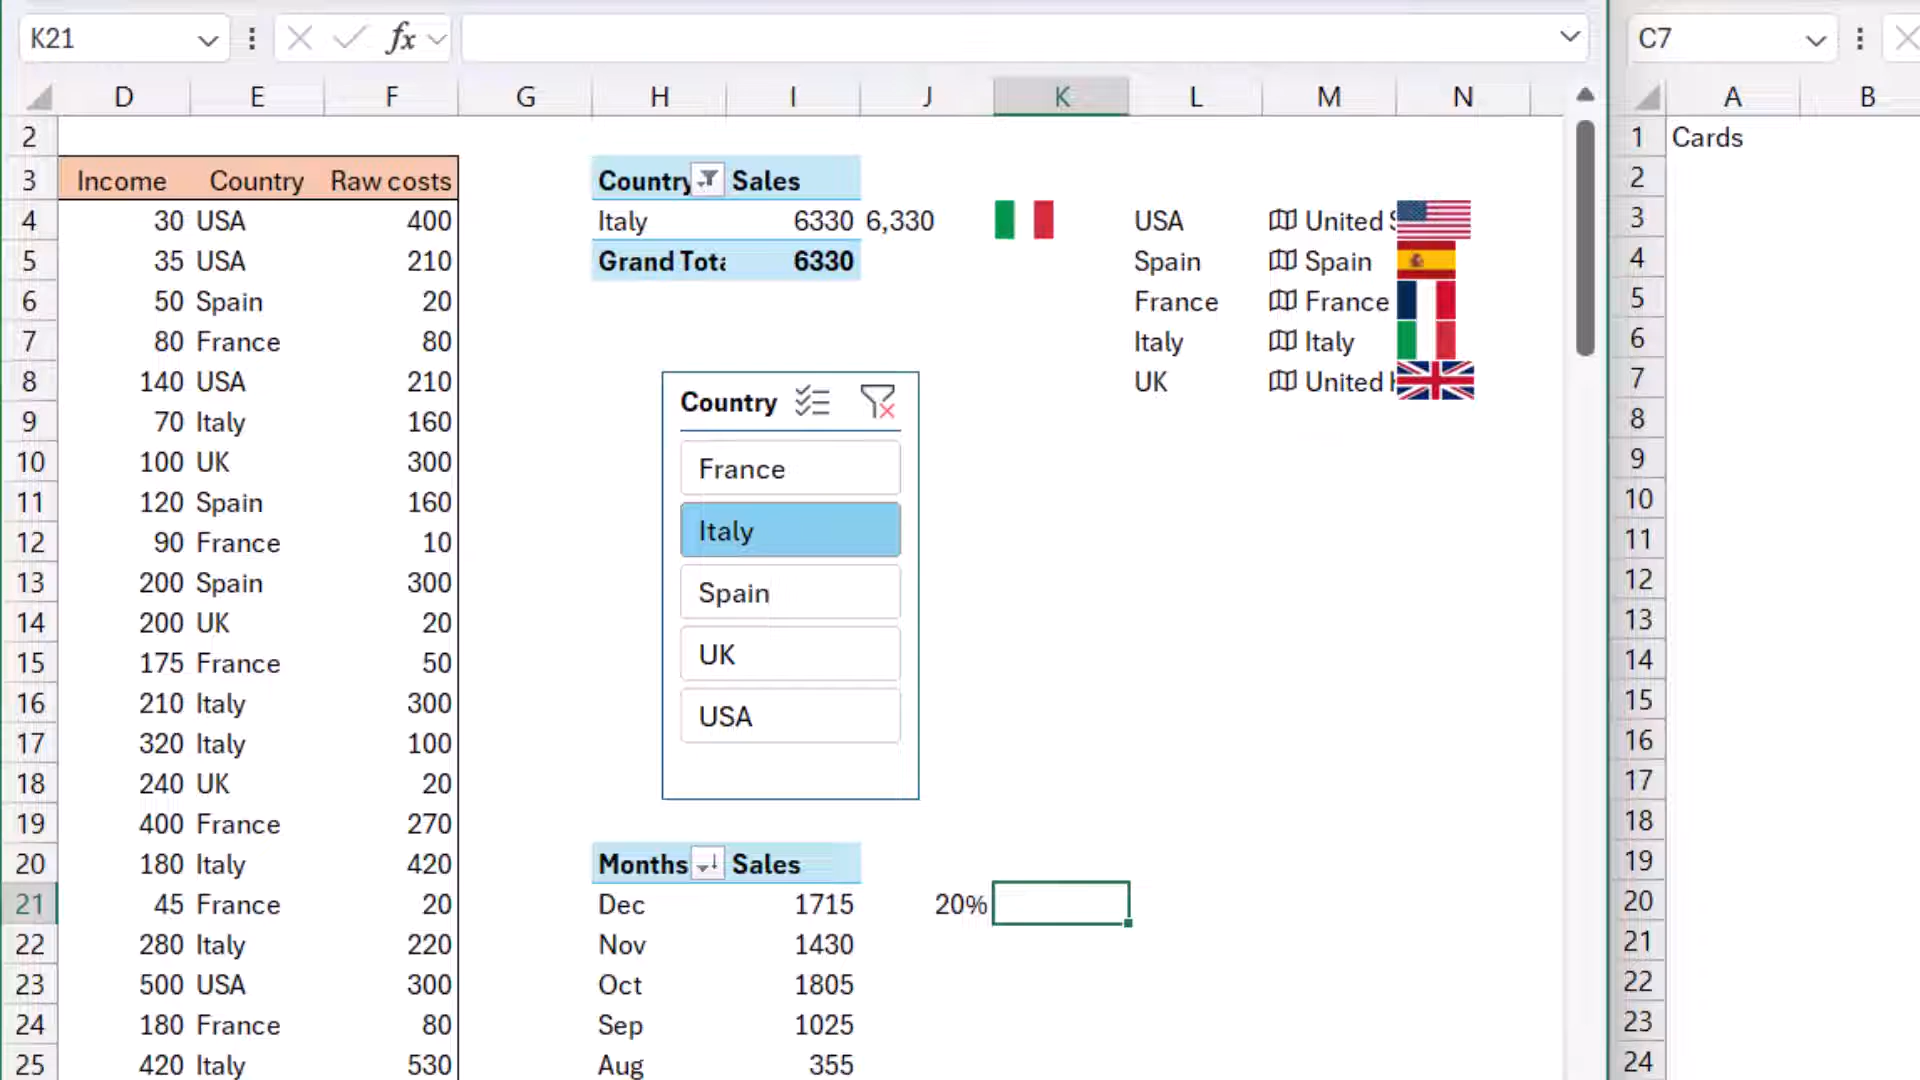 K21 fx C7
D E F G H I J K L M N A B
2 1 Cards
3 Income Country Raw costs Country Sales 2
4 30 USA 400 Italy 6330 6,330 USA United 3
5 35 USA 210 Grand 6330 Spain Spain 4
6 50 Spain 20 France France 5
7 80 France 80 Italy Italy 6
8 140 USA 210 UK United 7
Country
9 70 Italy 160 8
10 100 UK 300 France 9
11 120 Spain 160 10
12 90 France 10 Italy 11
13 200 Spain 300 Spain 12
14 200 UK 20 13
15 175 France 50 UK 14
16 210 Italy 300 USA 15
17 320 Italy 100 16
18 240 UK 20 17
19 400 France 270 18
20 180 Italy 420 Months Sales 19
21 45 France 20 Dec 1715 20% 20
22 280 Italy 220 Nov 1430 21
23 500 USA 300 Oct 1805 22
24 180 France 80 Sep 1025 23
25 420 Italy 530 Aug 355 24